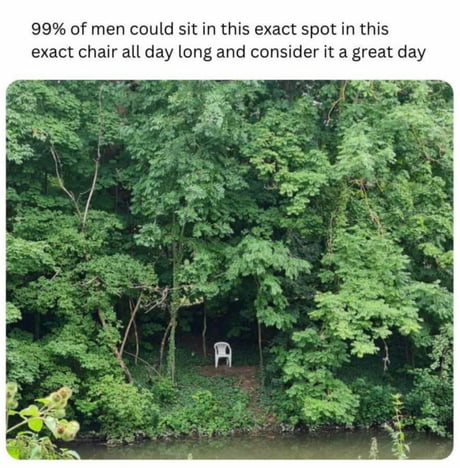 99% of men could sit in this exact spot in this
exact chair all day long and consider it a great day